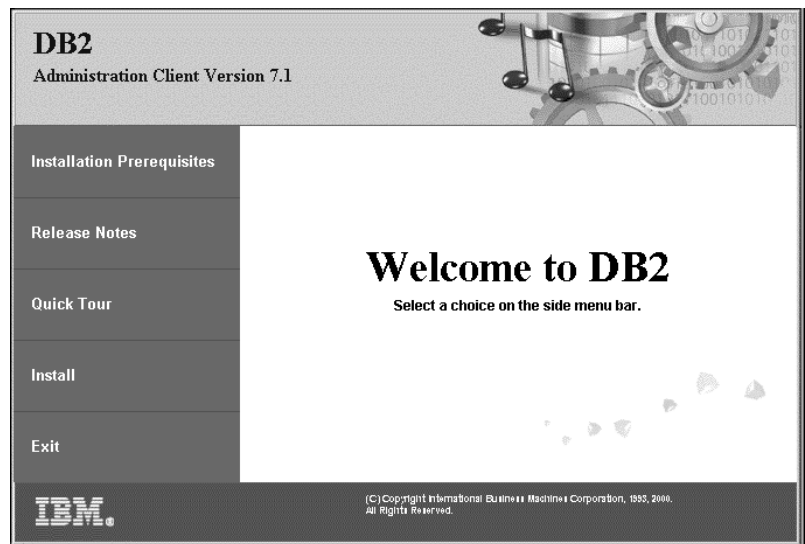 DB2
Administration Client Version 7.1
Installation Prerequisites
Release Notes
Quick Tour
Install
Exit
Welcome to DB2
Select a choice on the side menu bar.
IBM®
(C) Copyright International Business Machines Corporation, 1993, 2000.
All Rights Reserved.